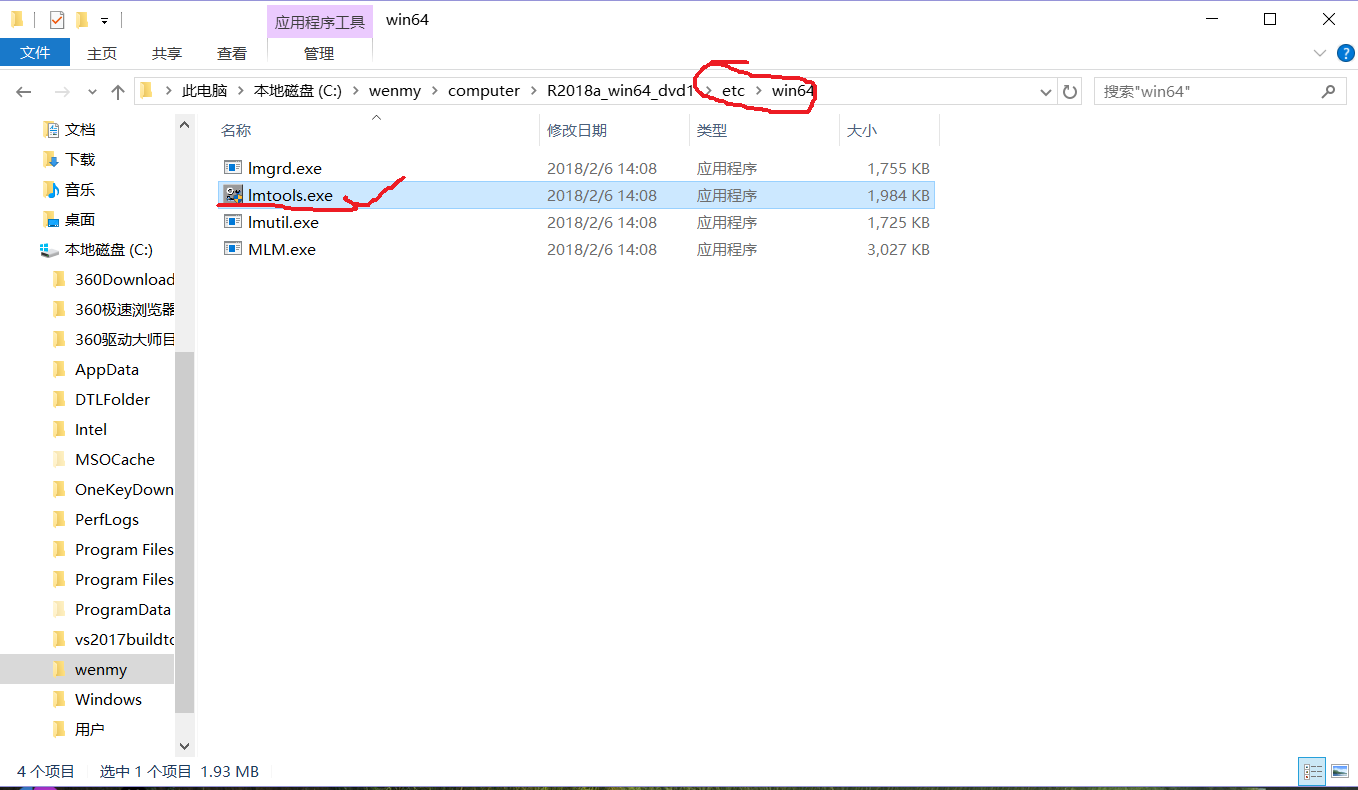 应用程序工具 win64
文件 主页 共享 查看 管理
此电脑 本地磁盘 (C:) wenmy computer R2018a_win64_dvd1 etc win64 搜索"win64"
名称 修改日期 类型 大小
文档
下载
音乐
桌面
本地磁盘 (C:)
360Download
360极速浏览器
360驱动大师目
AppData
DTLFolder
Intel
MSOCache
OneKeyDown
PerfLogs
Program Files
Program Files
ProgramData
vs2017buildto
wenmy
Windows
用户
lmgrd.exe 2018/2/6 14:08 应用程序 1,755 KB
lmtools.exe 2018/2/6 14:08 应用程序 1,984 KB
lmutil.exe 2018/2/6 14:08 应用程序 1,725 KB
MLM.exe 2018/2/6 14:08 应用程序 3,027 KB
4 个项目 选中 1 个项目 1.93 MB